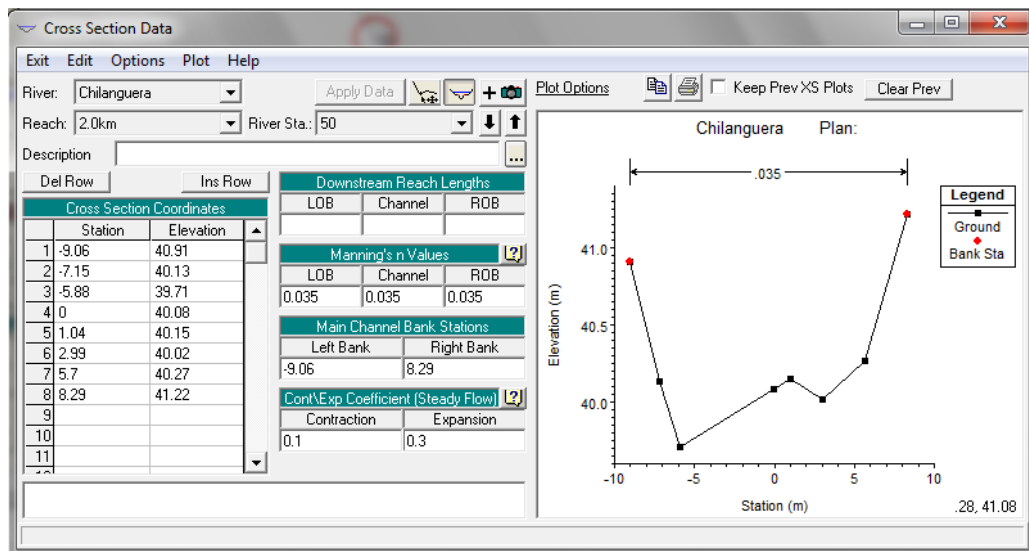 Cross Section Data
Exit Edit Options Plot Help
River: Chilanguera Apply Data Plot Options Keep Prev XS Plots Clear Prev
Reach: 2.0km River Sta.: 50
Description ...
Del Row Ins Row
Cross Section Coordinates
Station Elevation
1 -9.06 40.91
2 -7.15 40.13
3 -5.88 39.71
4 0 40.08
5 1.04 40.15
6 2.99 40.02
7 5.7 40.27
8 8.29 41.22
9
10
11
Downstream Reach Lengths
LOB Channel ROB
Manning's n Values ?
LOB Channel ROB
0.035 0.035 0.035
Main Channel Bank Stations
Left Bank Right Bank
-9.06 8.29
Cont\Exp Coefficient (Steady Flow) ?
Contraction Expansion
0.1 0.3
Chilanguera Plan:
.035
Legend
Ground
Bank Sta
41.0
40.5
40.0
Elevation (m)
-10 -5 0 5 10
Station (m)
.28, 41.08